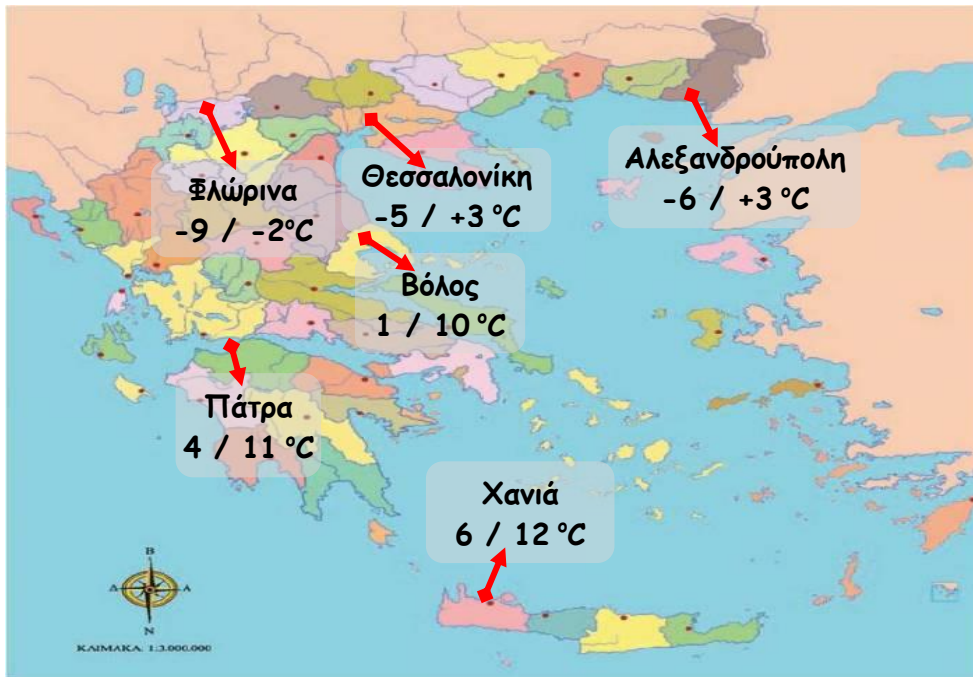 Φλώρινα
-9 / -2°C
Θεσσαλονίκη
-5 / +3 °C
Αλεξανδρούπολη
-6 / +3 °C
Βόλος
1 / 10 °C
Πάτρα
4 / 11 °C
Χανιά
6 / 12 °C
Β
Δ
Α
Ν
ΚΛΙΜΑΚΑ 1:3.000.000